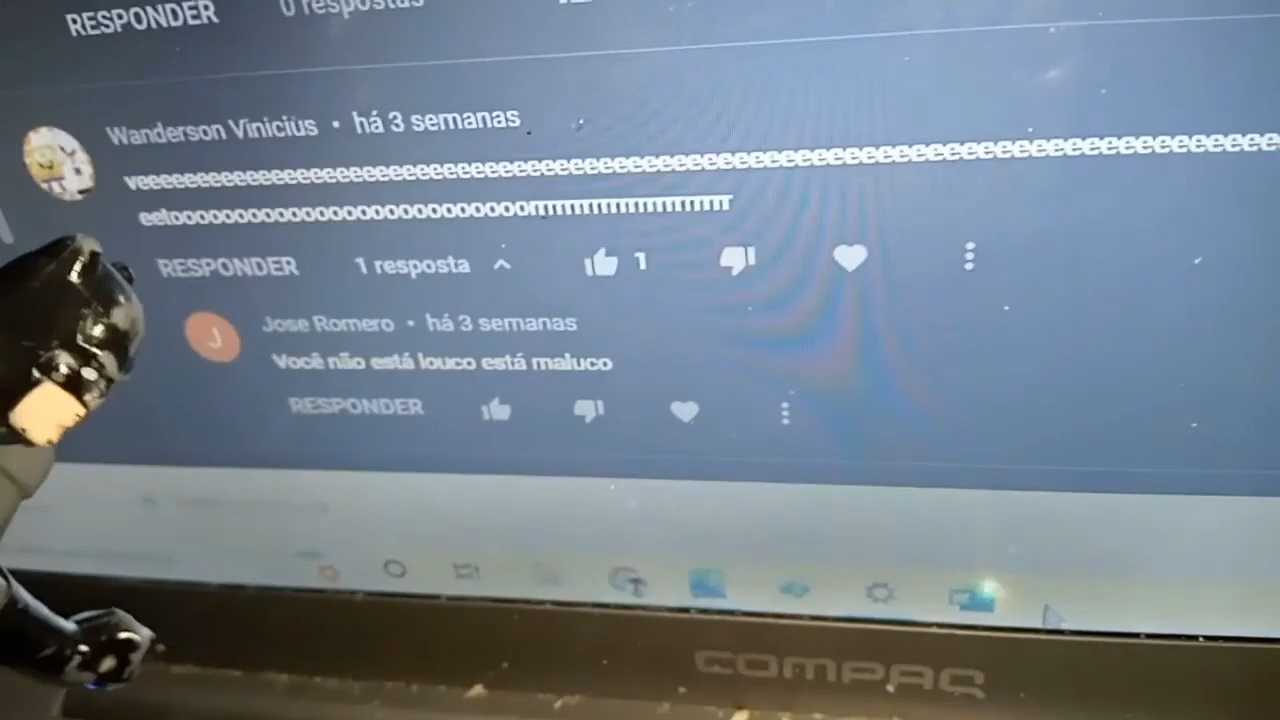 RESPONDER 0 respostas
Wanderson Vinicius • há 3 semanas
veeeeeeeeeeeeeeeeeeeeeeeeeeeeeeeeeeeeeeeeeeeeeeeeeeeeeeeeeeeeeeeeeeeeeeeeeeeeeeeeeeeee
eetooooooooooooooooooooooooooorrrrrrrrrrrrrrrrrrrrrr
RESPONDER 1 resposta 1
J
Jose Romero • há 3 semanas
Você não está louco está maluco
RESPONDER
COMPAQ